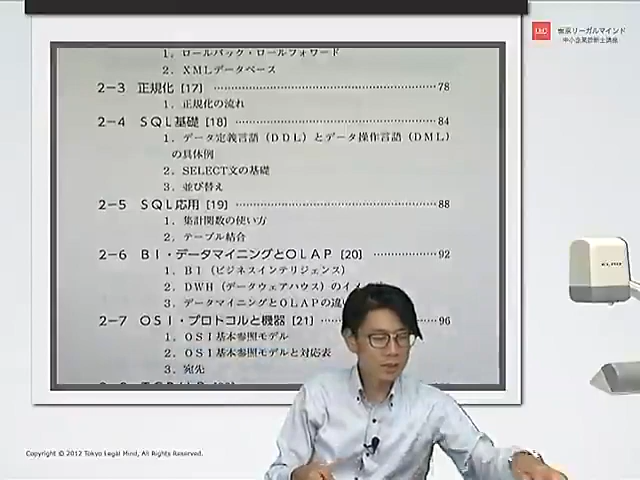 LEC 東京リーガルマインド
中小企業診断士講座
1．ロールバック・ロールフォワード
2．XMLデータベース
2－3 正規化 [17] 78
1．正規化の流れ
2－4 SQL基礎 [18] 84
1．データ定義言語（DDL）とデータ操作言語（DML）
の具体例
2．SELECT文の基礎
3．並び替え
2－5 SQL応用 [19] 88
1．集計関数の使い方
2．テーブル結合
2－6 BI・データマイニングとOLAP [20] 92
1．BI（ビジネスインテリジェンス）
2．DWH（データウェアハウス）のイメ
3．データマイニングとOLAPの違い
2－7 OSI・プロトコルと機器 [21] 96
1．OSI基本参照モデル
2．OSI基本参照モデルと対応表
3．宛先
ELMO
Copyright © 2012 Tokyo Legal Mind, All Rights Reserved.